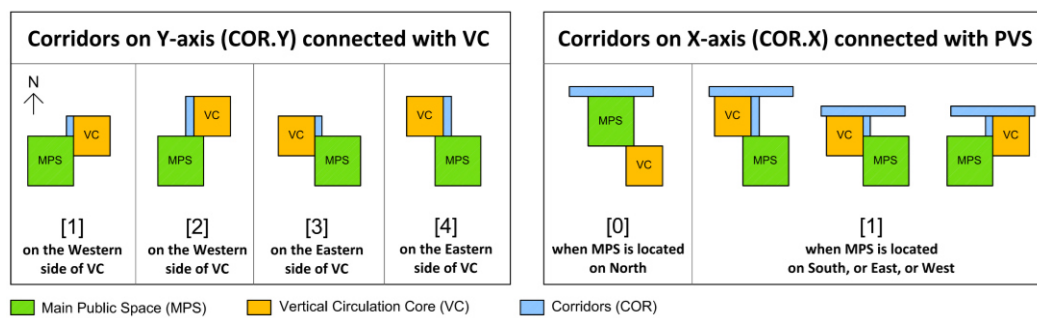 Corridors on Y-axis (COR.Y) connected with VC
N
VC
MPS
[1]
on the Western
side of VC
VC
MPS
[2]
on the Western
side of VC
VC
MPS
[3]
on the Eastern
side of VC
VC
MPS
[4]
on the Eastern
side of VC
Corridors on X-axis (COR.X) connected with PVS
MPS
VC
[0]
when MPS is located
on North
VC
MPS
VC
MPS
VC
MPS
[1]
when MPS is located
on South, or East, or West
Main Public Space (MPS)
Vertical Circulation Core (VC)
Corridors (COR)